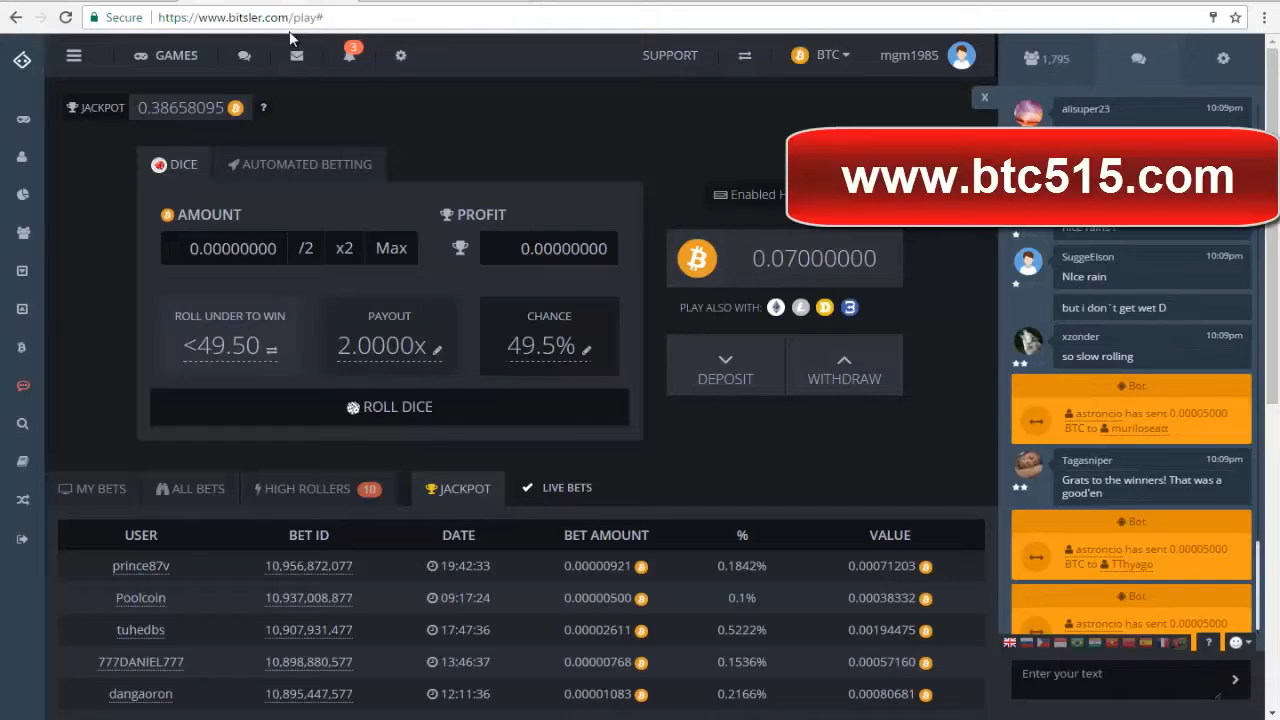 Secure https://www.bitsler.com/play#
GAMES
3
SUPPORT
BTC
mgm1985
1,795
JACKPOT 0.38658095 ?
X
alisuper23 10:09pm
www.btc515.com
DICE AUTOMATED BETTING
Enabled
AMOUNT PROFIT
0.00000000 /2 x2 Max 0.00000000
0.07000000
nice rains !
SuggeElson 10:09pm
NIce rain
but i don´t get wet D
PLAY ALSO WITH:
ROLL UNDER TO WIN PAYOUT CHANCE
<49.50 2.0000x 49.5%
xzonder 10:09pm
so slow rolling
DEPOSIT WITHDRAW
ROLL DICE
Bot
astroncio has sent 0.00005000
BTC to muriloseatt
Tagasniper 10:09pm
Grats to the winners! That was a
good'en
MY BETS ALL BETS HIGH ROLLERS 10 JACKPOT LIVE BETS
Bot
astroncio has sent 0.00005000
BTC to TThyago
Bot
astroncio has sent 0.00005000
USER BET ID DATE BET AMOUNT % VALUE
prince87v 10,956,872,077 19:42:33 0.00000921 0.1842% 0.00071203
Poolcoin 10,937,008,877 09:17:24 0.00000500 0.1% 0.00038332
tuhedbs 10,907,931,477 17:47:36 0.00002611 0.5222% 0.00194475
777DANIEL777 10,898,880,577 13:46:37 0.00000768 0.1536% 0.00057160
dangaoron 10,895,447,577 12:11:36 0.00001083 0.2166% 0.00080681
?
Enter your text